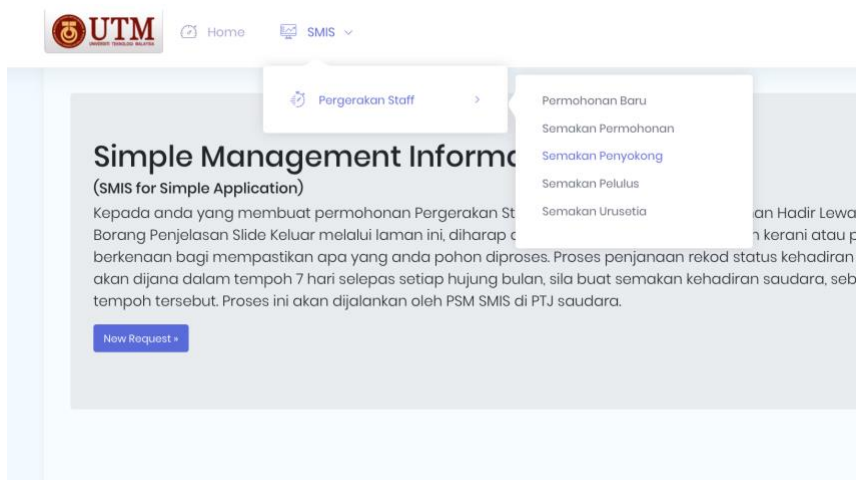 UTM
UNIVERSITI TEKNOLOGI MALAYSIA
Home
SMIS
Pergerakan Staff
Permohonan Baru
Semakan Permohonan
Semakan Penyokong
Semakan Pelulus
Semakan Urusetia
Simple Management Inform
(SMIS for Simple Application)
Kepada anda yang membuat permohonan Pergerakan St an Hadir Lewa
Borang Penjelasan Slide Keluar melalui laman ini, diharap kerani atau p
berkenaan bagi mempastikan apa yang anda pohon diproses. Proses penjanaan rekod status kehadiran
akan dijana dalam tempoh 7 hari selepas setiap hujung bulan, sila buat semakan kehadiran saudara, seb
tempoh tersebut. Proses ini akan dijalankan oleh PSM SMIS di PTJ saudara.
New Request »